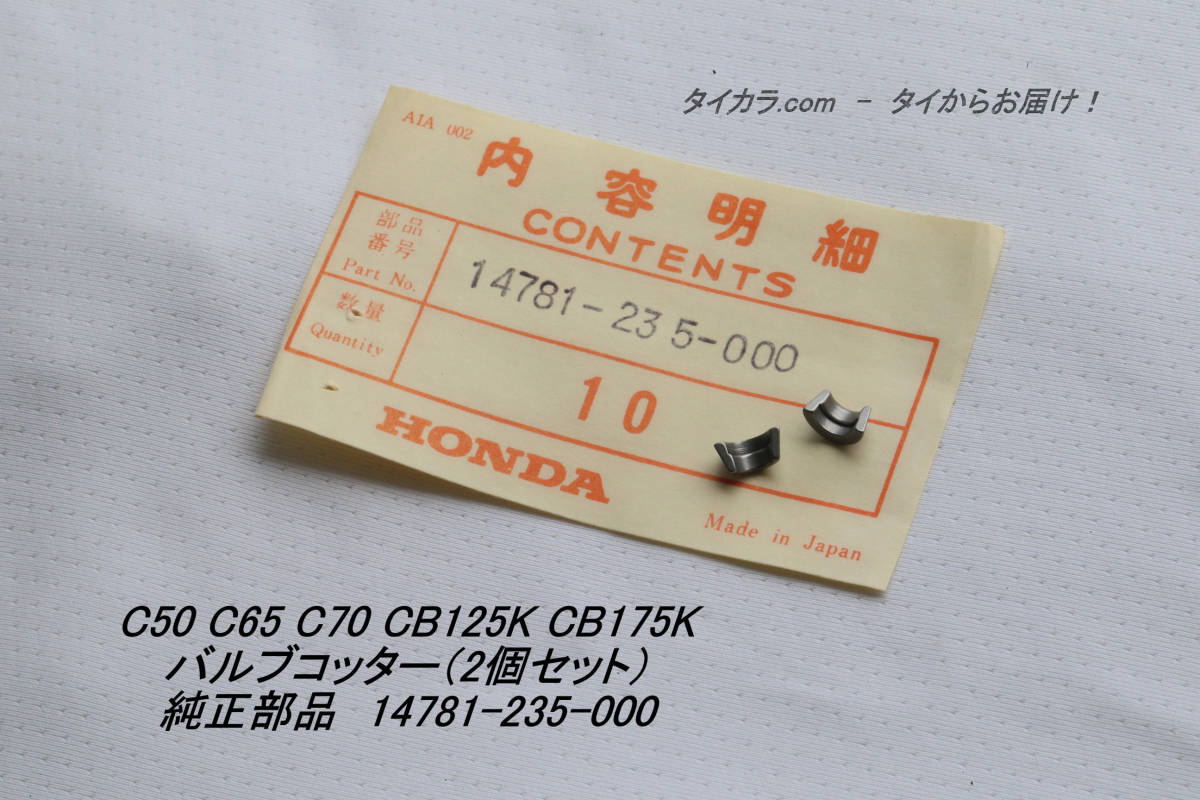 タイカラ.com － タイからお届け！
AIA 002
内容明細
CONTENTS
部品
番号
Part No.
14781-235-000
数量
Quantity
10
HONDA
Made in Japan
C50 C65 C70 CB125K CB175K
バルブコッター（2個セット）
純正部品　14781-235-000